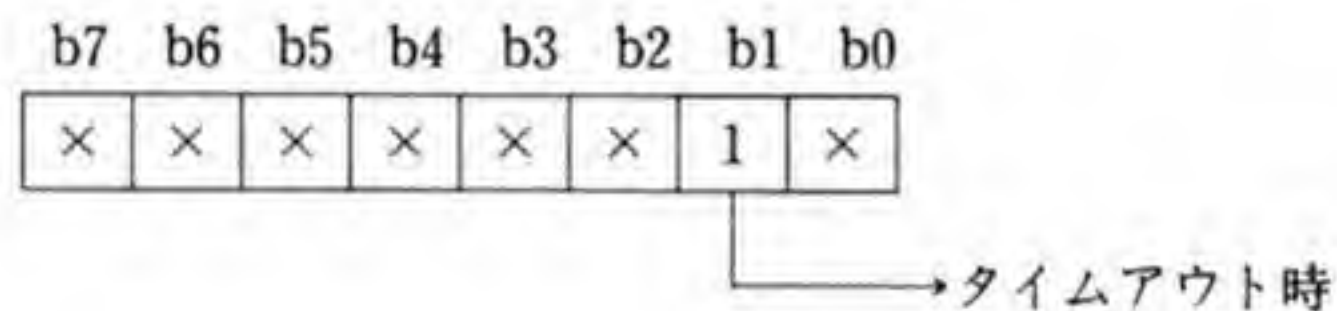 b7 b6 b5 b4 b3 b2 b1 b0
× × × × × × 1 ×
タイムアウト時